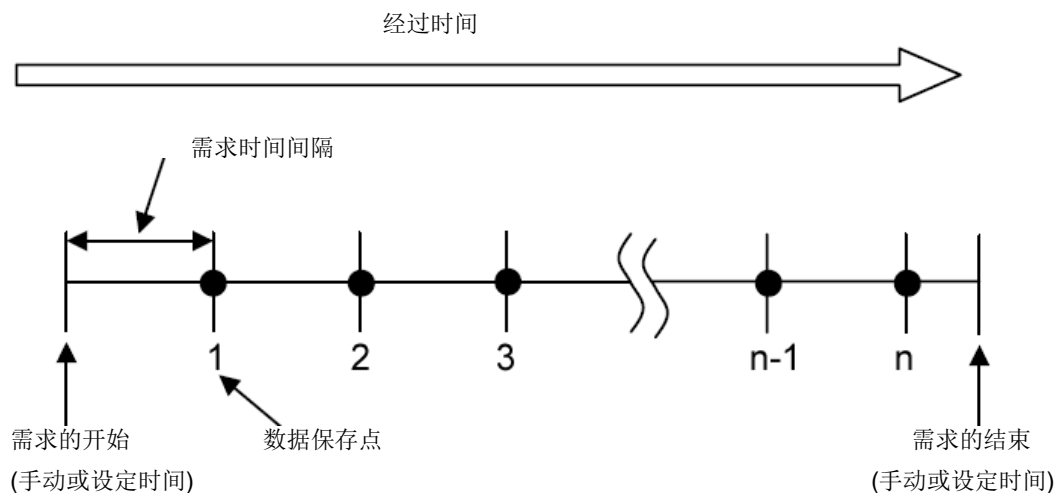 经过时间
需求时间间隔
1
2
3
n-1
n
需求的开始
(手动或设定时间)
数据保存点
需求的结束
(手动或设定时间)